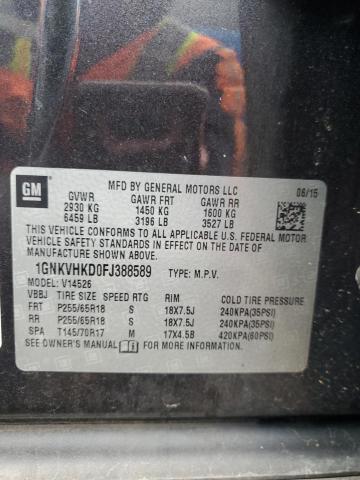 GM
MFD BY GENERAL MOTORS LLC
06/15
GVWR GAWR FRT GAWR RR
2930 KG 1450 KG 1600 KG
6459 LB 3196 LB 3527 LB
THIS VEHICLE CONFORMS TO ALL APPLICABLE
U.S. FEDERAL MOTOR
VEHICLE SAFETY STANDARDS IN EFFECT ON THE DATE OF
MANUFACTURE SHOWN ABOVE.
1GNKVHKD0FJ388589 TYPE: M.P.V.
MODEL: V14526
VBBJ TIRE SIZE SPEED RTG RIM COLD TIRE PRESSURE
FRT P255/65R18 S 18X7.5J 240KPA(35PSI)
RR P255/65R18 S 18X7.5J 240KPA(35PSI)
SPA T145/70R17 M 17X4.5B 420KPA(60PSI)
SEE OWNER'S MANUAL FOR MORE INFORMATION